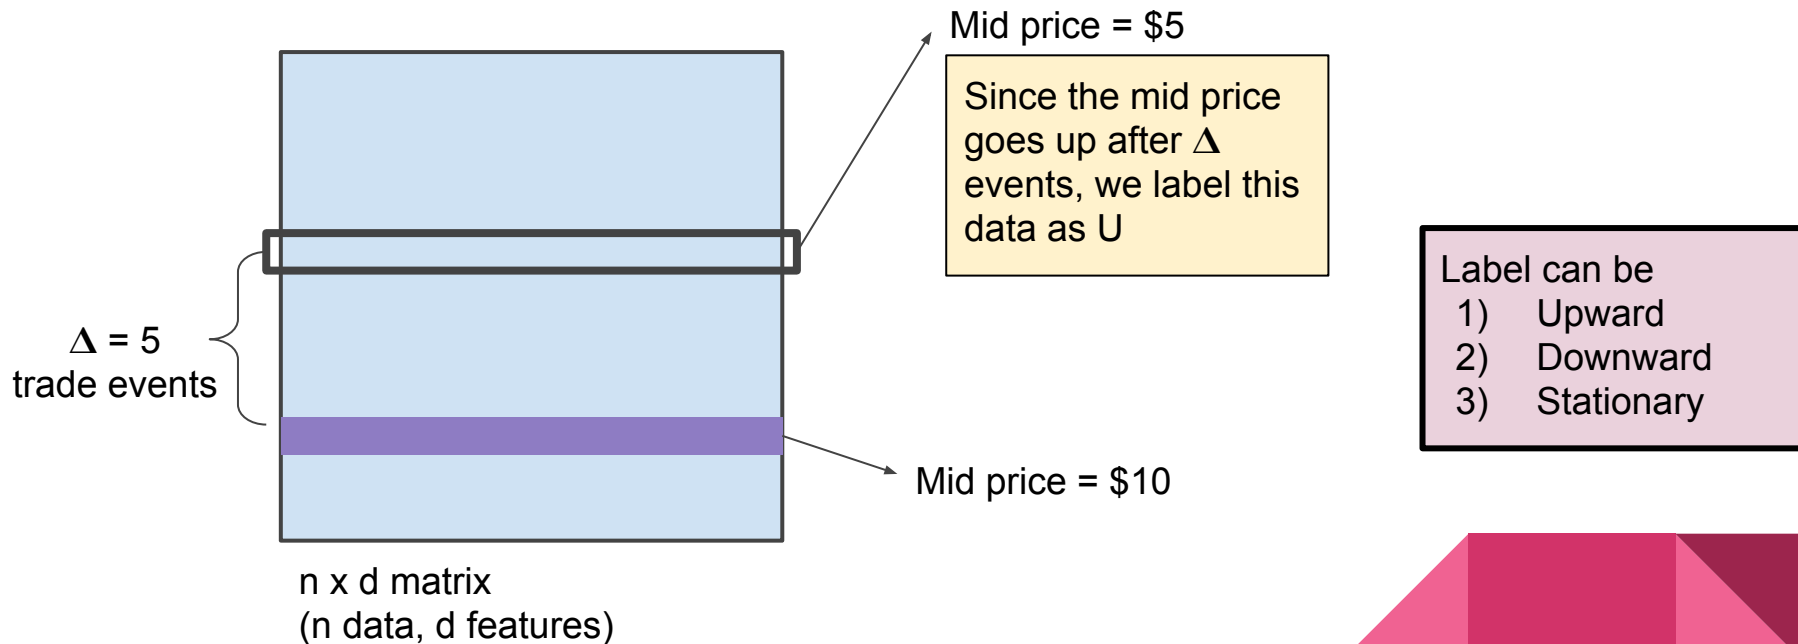 Mid price = $5
Since the mid price
goes up after Δ
events, we label this
data as U
Label can be
1) Upward
2) Downward
3) Stationary
Δ = 5
trade events
Mid price = $10
n x d matrix
(n data, d features)